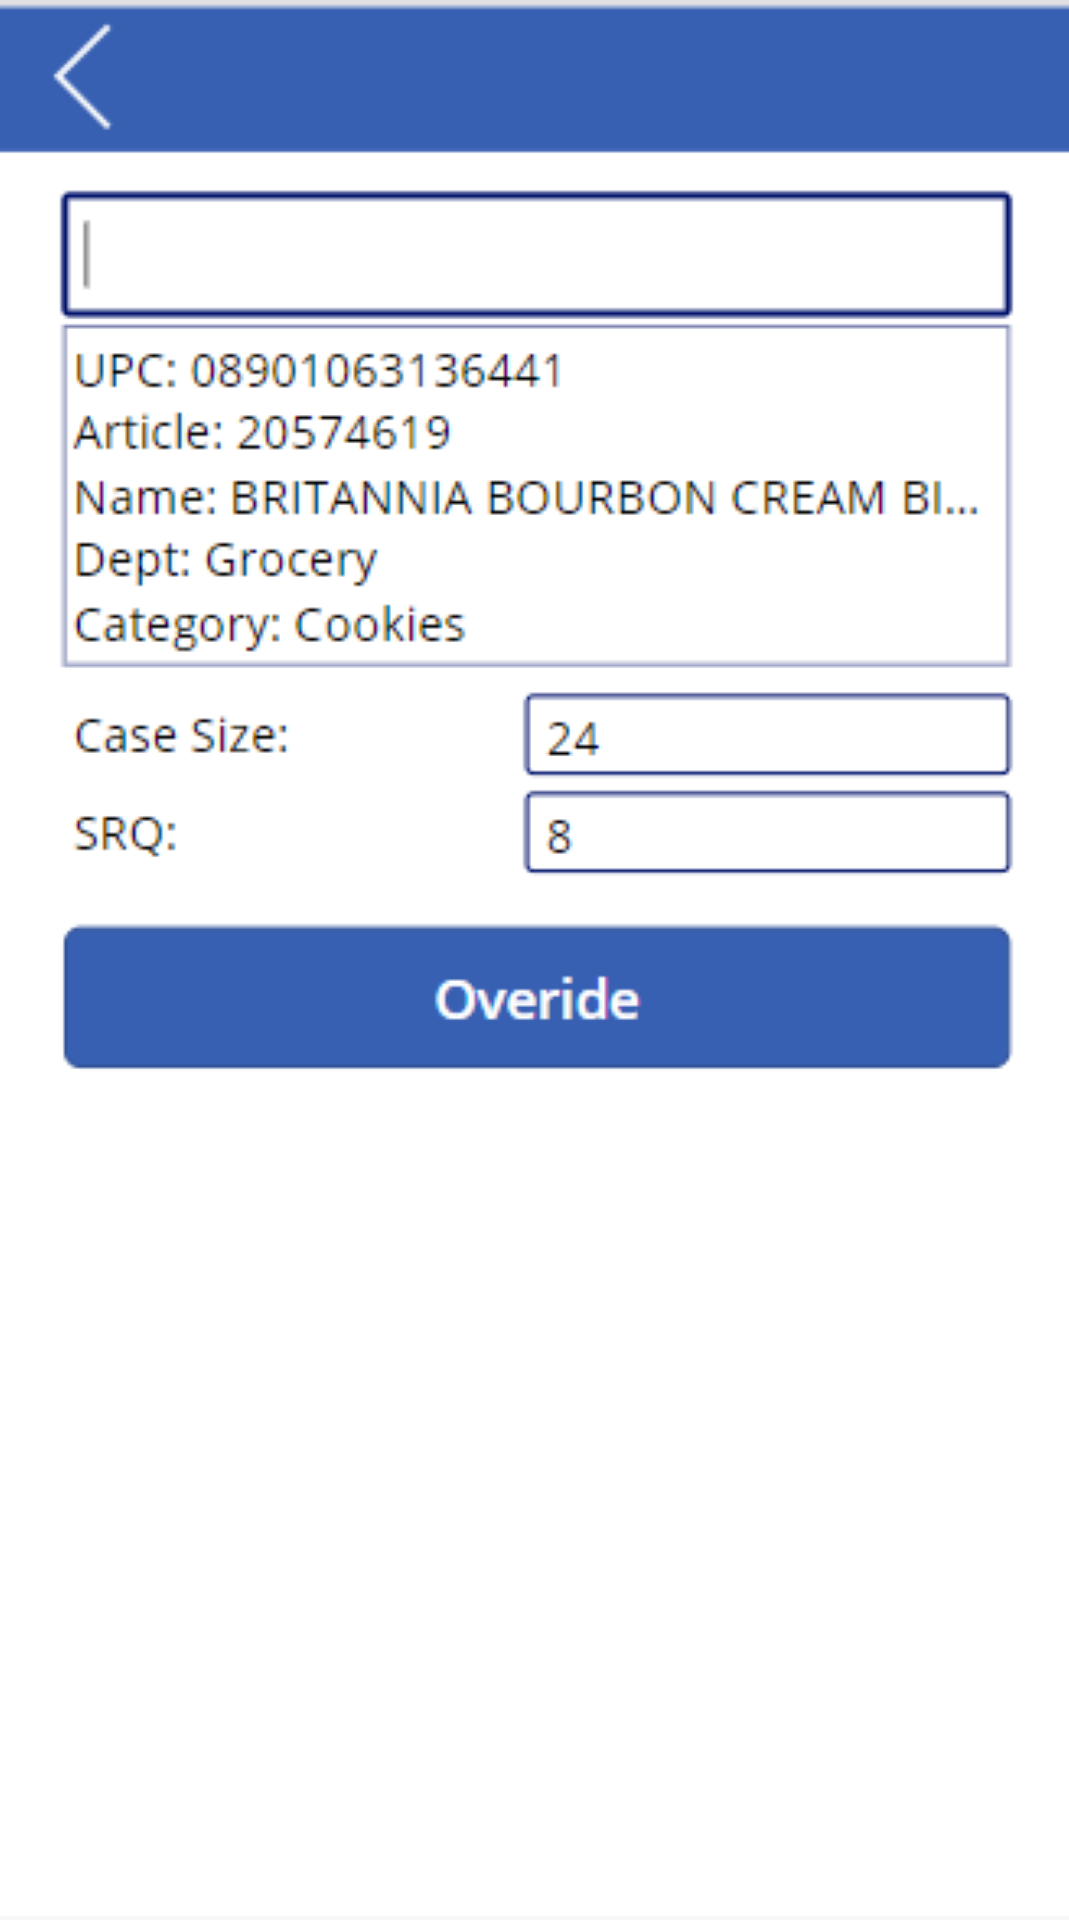 UPC: 08901063136441
Article: 20574619
Name: BRITANNIA BOURBON CREAM BI...
Dept: Grocery
Category: Cookies
Case Size: 24
SRQ: 8
Overide